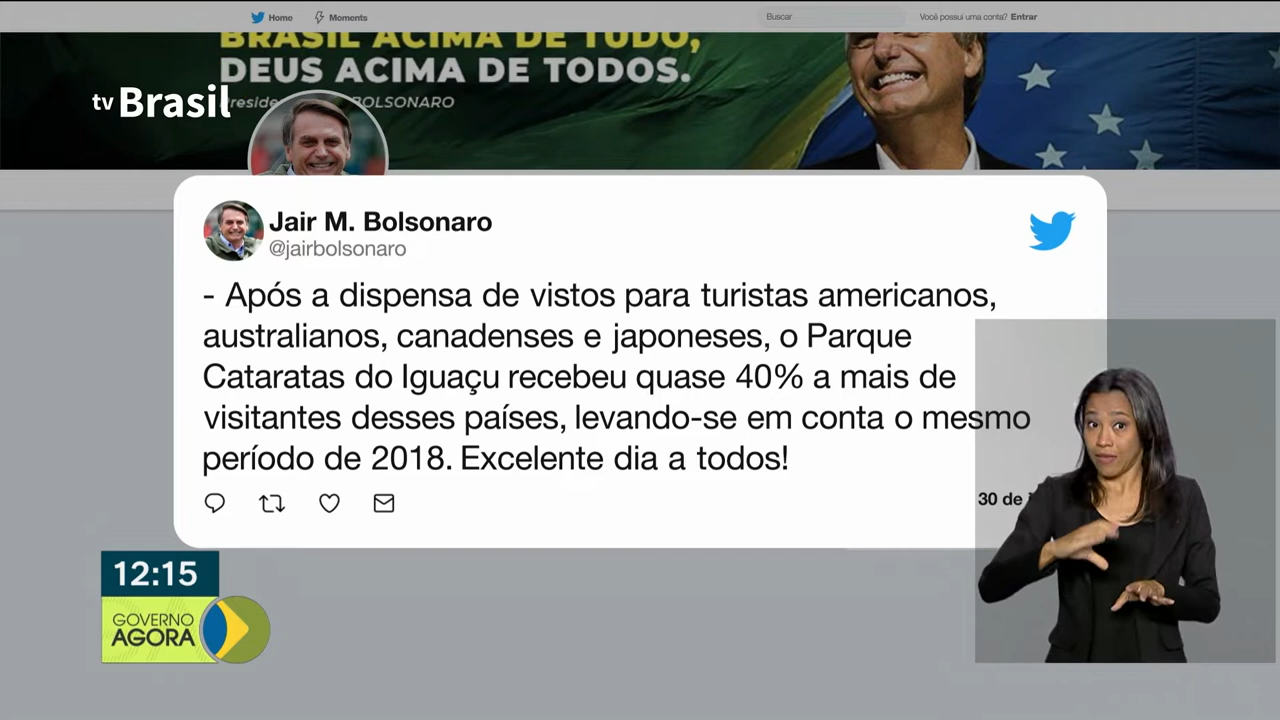 Home
Moments
Buscar
Você possui uma conta? Entrar
BRASIL ACIMA DE TUDO,
DEUS ACIMA DE TODOS.
BOLSONARO
tv Brasil
Jair M. Bolsonaro
@jairbolsonaro
- Após a dispensa de vistos para turistas americanos,
australianos, canadenses e japoneses, o Parque
Cataratas do Iguaçu recebeu quase 40% a mais de
visitantes desses países, levando-se em conta o mesmo
período de 2018. Excelente dia a todos!
30 de
12:15
GOVERNO
AGORA